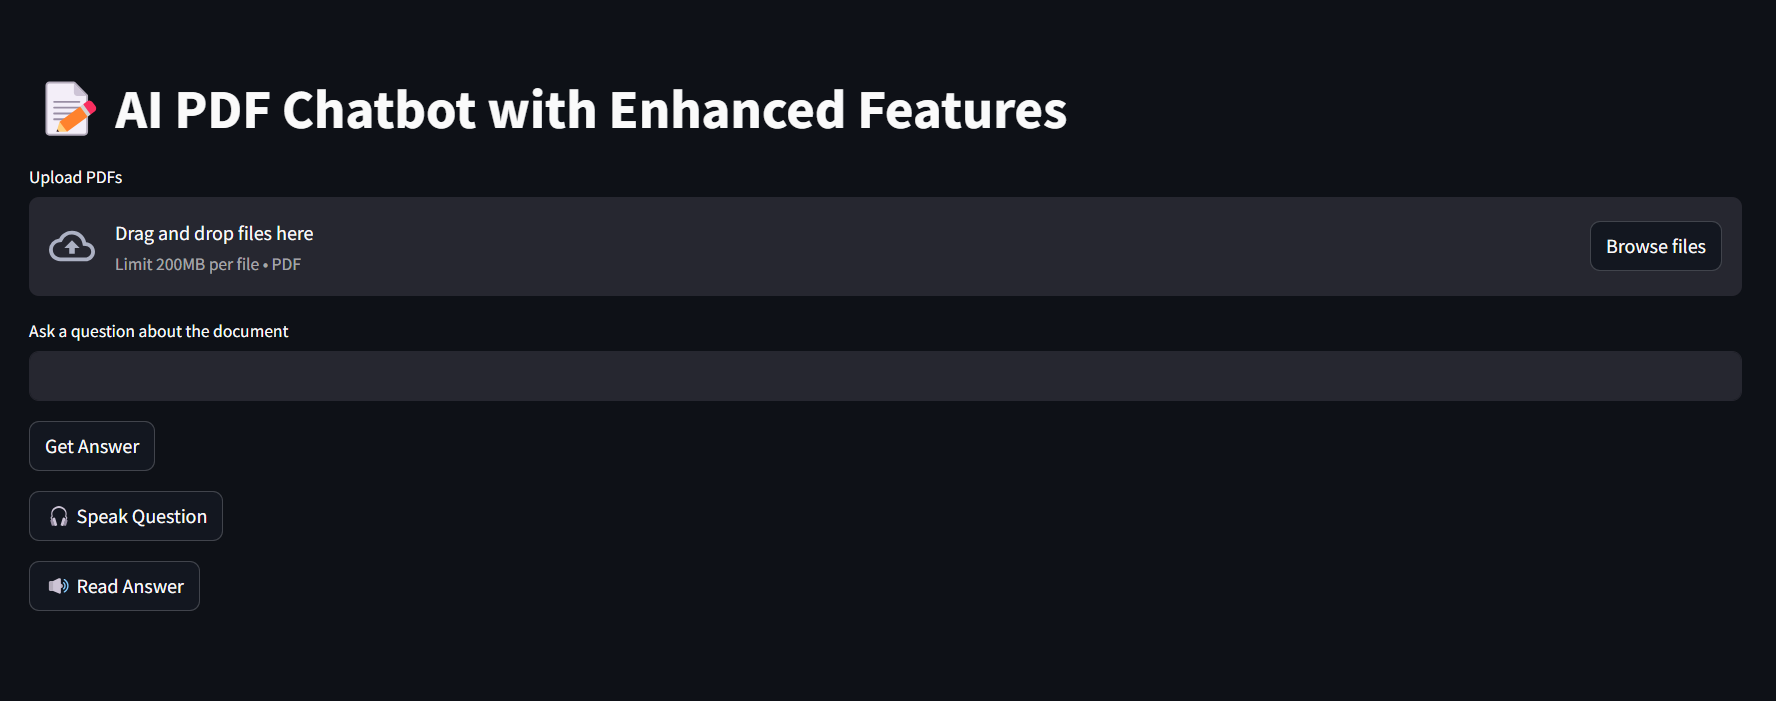 AI PDF Chatbot with Enhanced Features
Upload PDFs
Drag and drop files here
Limit 200MB per file • PDF
Browse files
Ask a question about the document
Get Answer
Speak Question
Read Answer